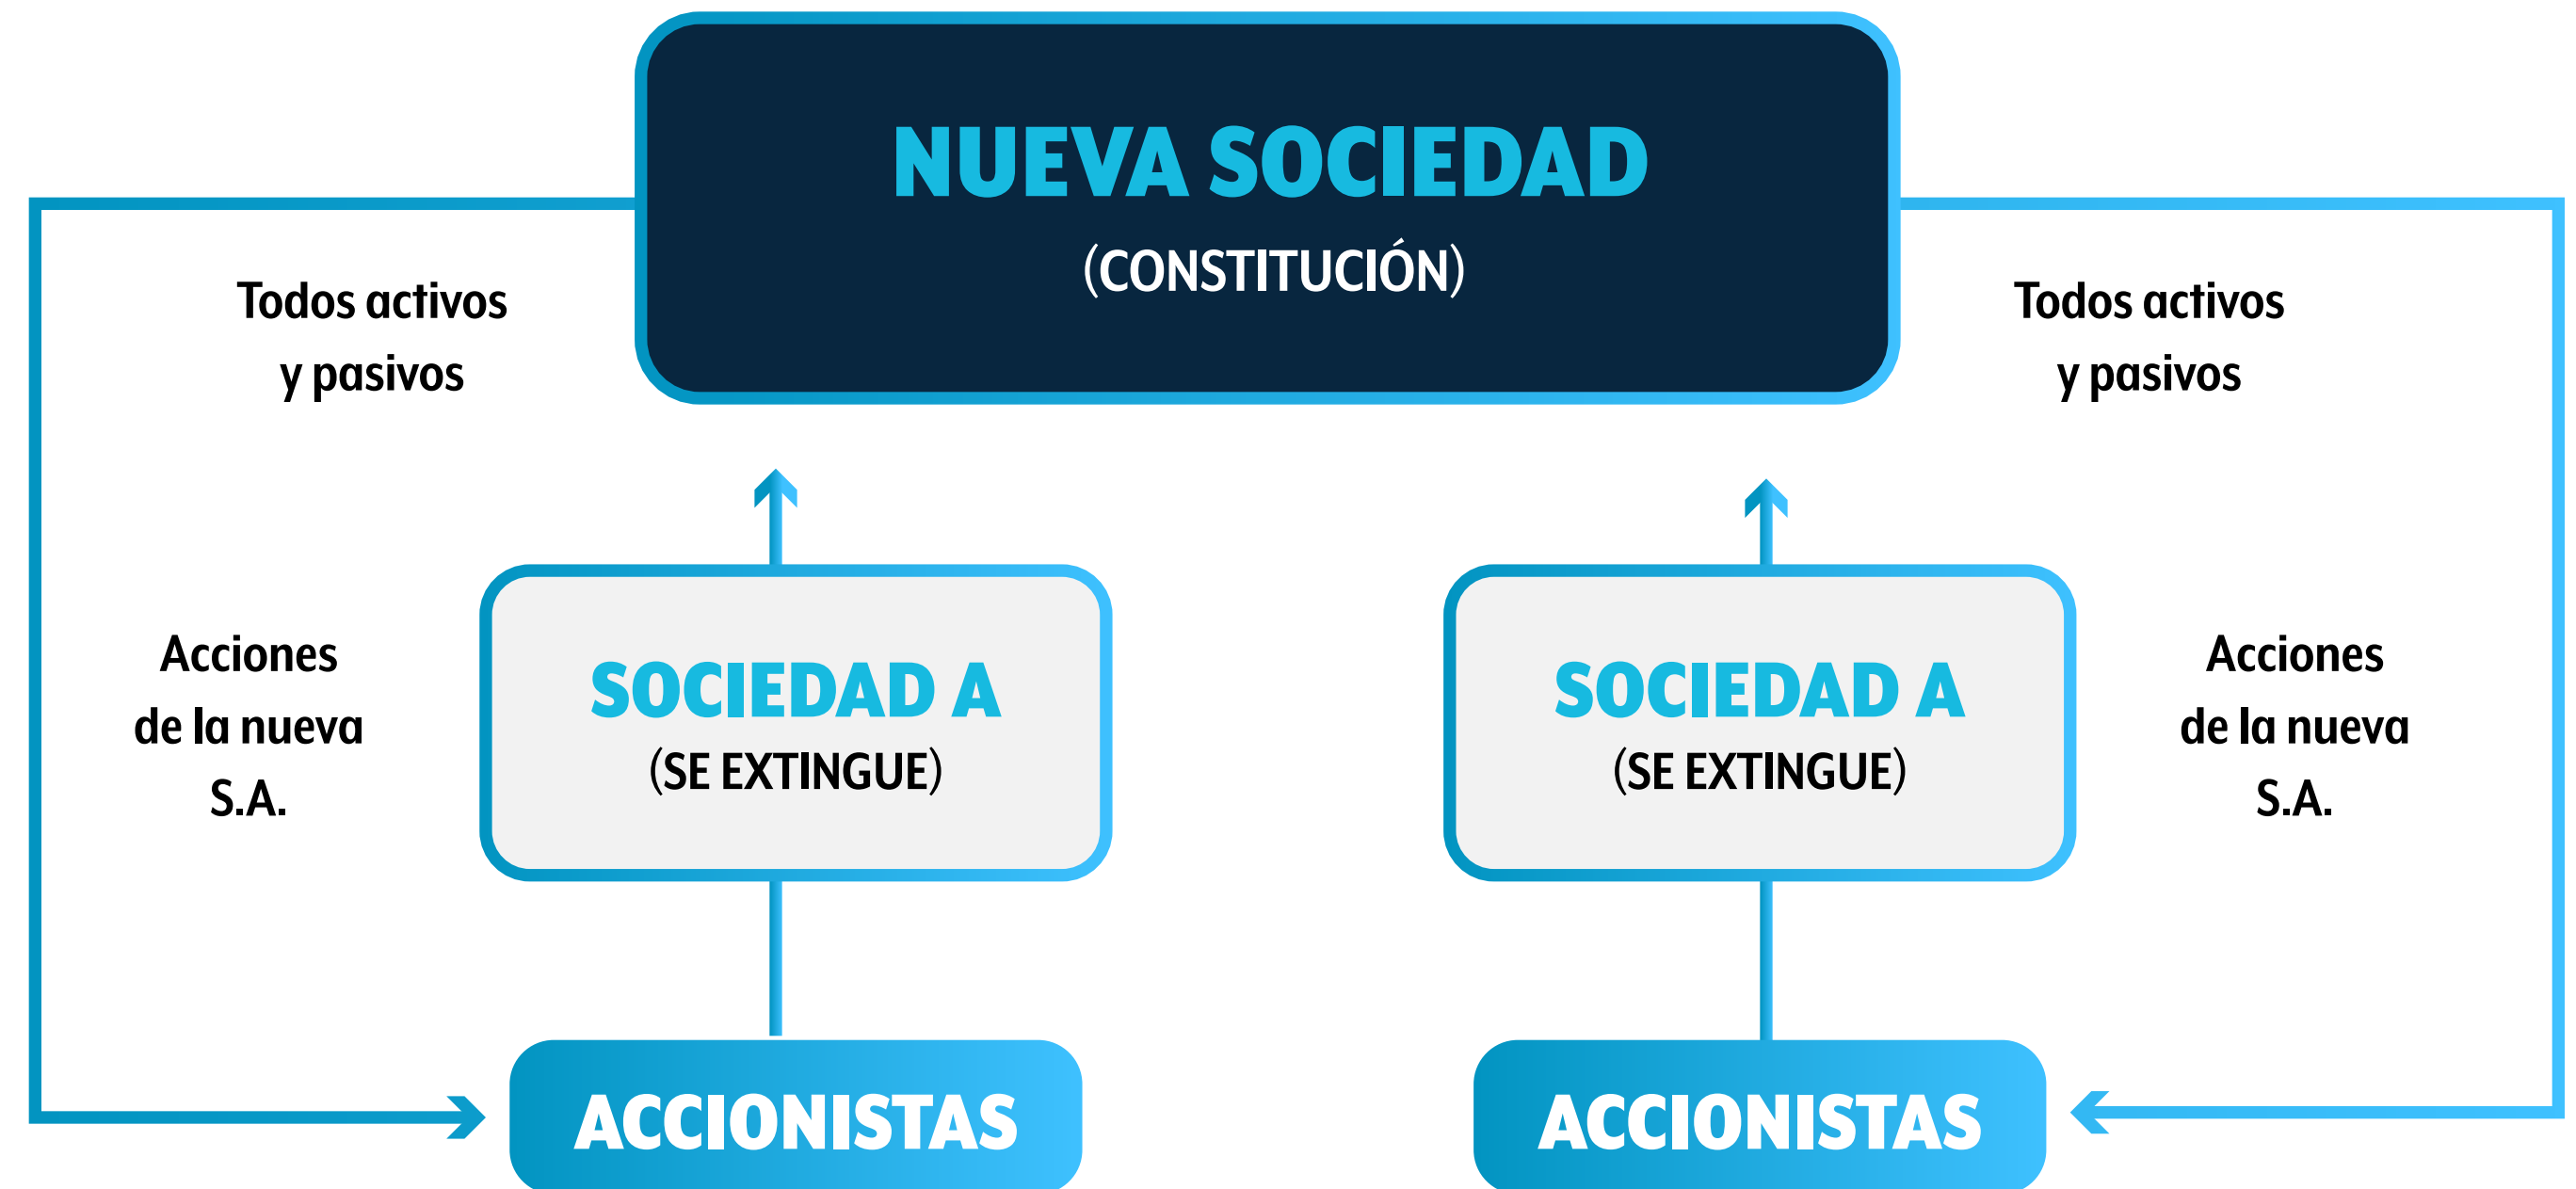 NUEVA SOCIEDAD
(CONSTITUCIÓN)
Todos activos
y pasivos
Todos activos
y pasivos
Acciones
de la nueva
S.A.
SOCIEDAD A
(SE EXTINGUE)
SOCIEDAD A
(SE EXTINGUE)
Acciones
de la nueva
S.A.
ACCIONISTAS
ACCIONISTAS